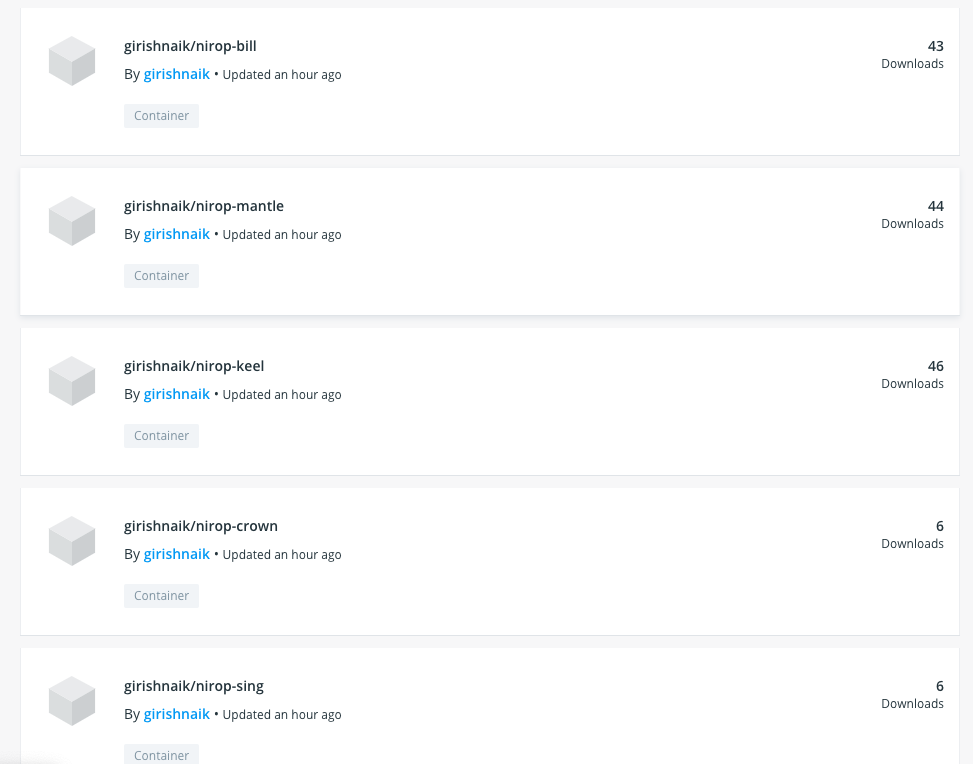 girishnaik/nirop-bill
43
By girishnaik • Updated an hour ago
Downloads
Container
girishnaik/nirop-mantle
44
By girishnaik • Updated an hour ago
Downloads
Container
girishnaik/nirop-keel
46
By girishnaik • Updated an hour ago
Downloads
Container
girishnaik/nirop-crown
6
By girishnaik • Updated an hour ago
Downloads
Container
girishnaik/nirop-sing
6
By girishnaik • Updated an hour ago
Downloads
Container